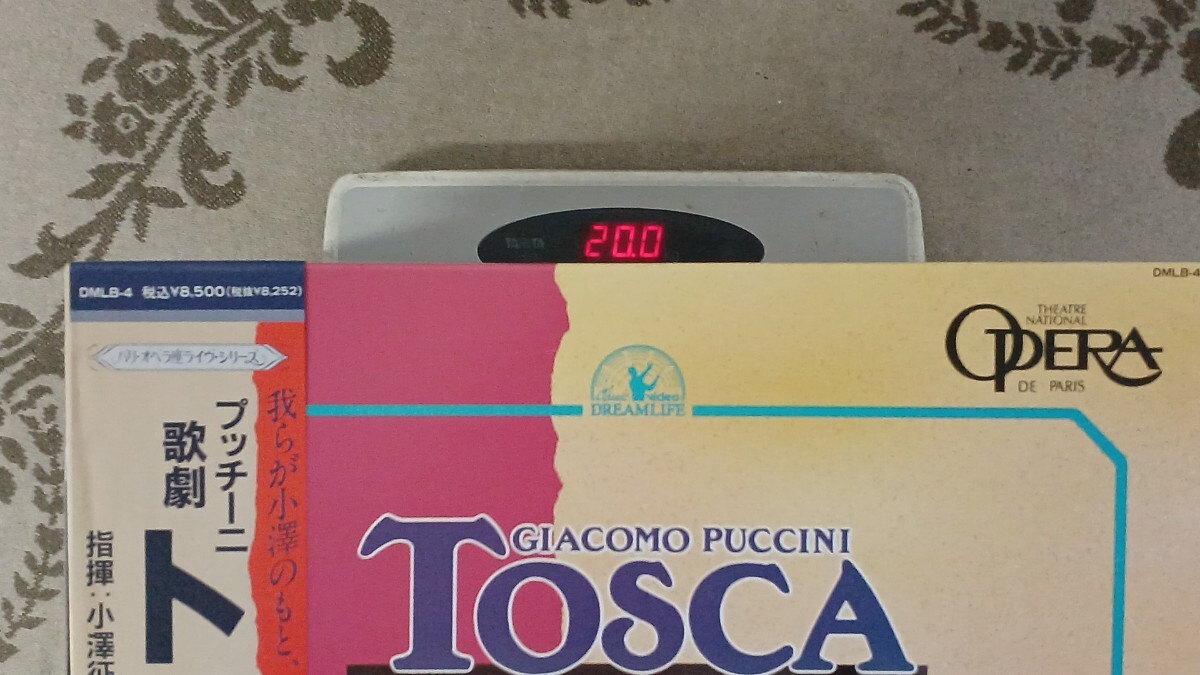 20.0
DMLB-4 税込¥8,500(税抜¥8,252)
DMLB-4
パリ・オペラ座ライヴ・シリーズ
プッチーニ
歌劇
ト
指揮:小澤征
我らが小澤のもと、
THEATRE
NATIONAL
OPERA
DE PARIS
Classic video
DREAMLIFE
GIACOMO PUCCINI
TOSCA